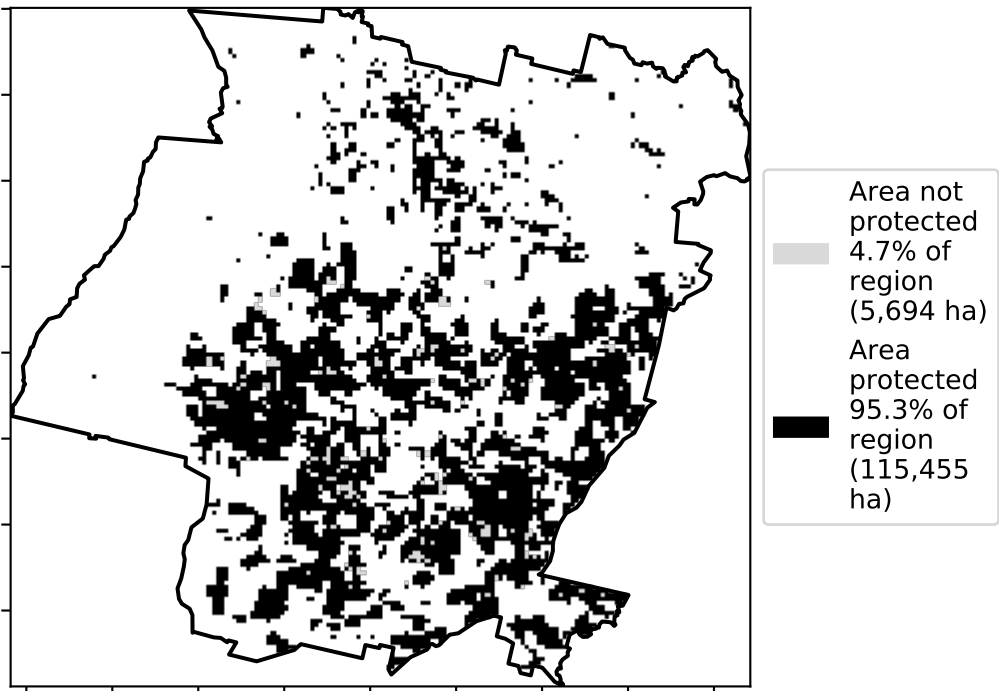 Area not
protected
4.7% of
region
(5,694 ha)
Area
protected
95.3% of
region
(115,455
ha)